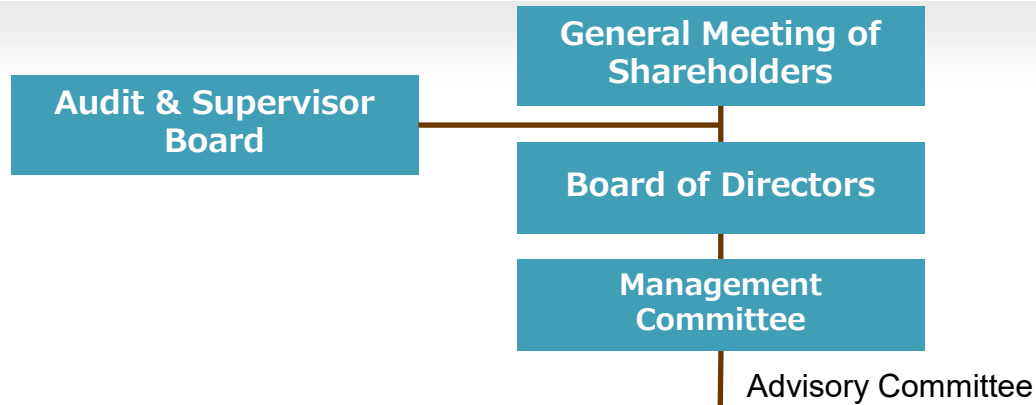 General Meeting of
Shareholders
Audit & Supervisor
Board
Board of Directors
Management
Committee
Advisory Committee